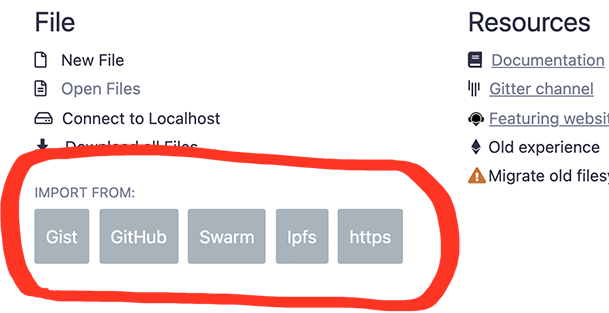 File
New File
Open Files
Connect to Localhost
Download all Files
IMPORT FROM:
Gist GitHub Swarm Ipfs https
Resources
Documentation
Gitter channel
Featuring websit
Old experience
Migrate old filesy